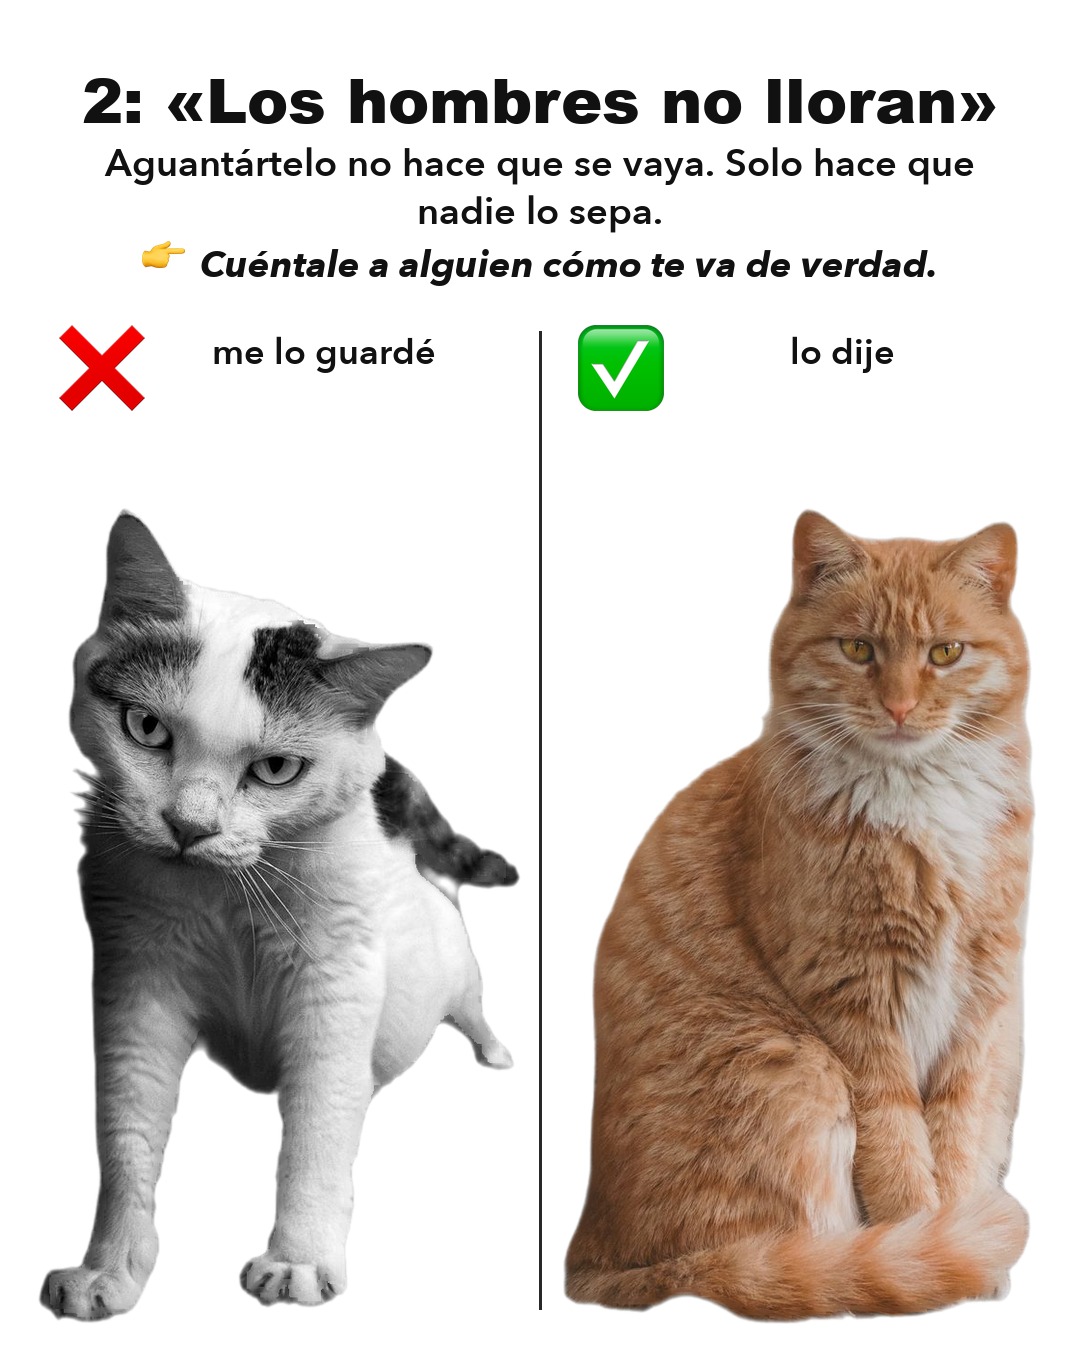 2: «Los hombres no lloran»
Aguantártelo no hace que se vaya. Solo hace que
nadie lo sepa.
👉 Cuéntale a alguien cómo te va de verdad.
❌ me lo guardé
✅ lo dije